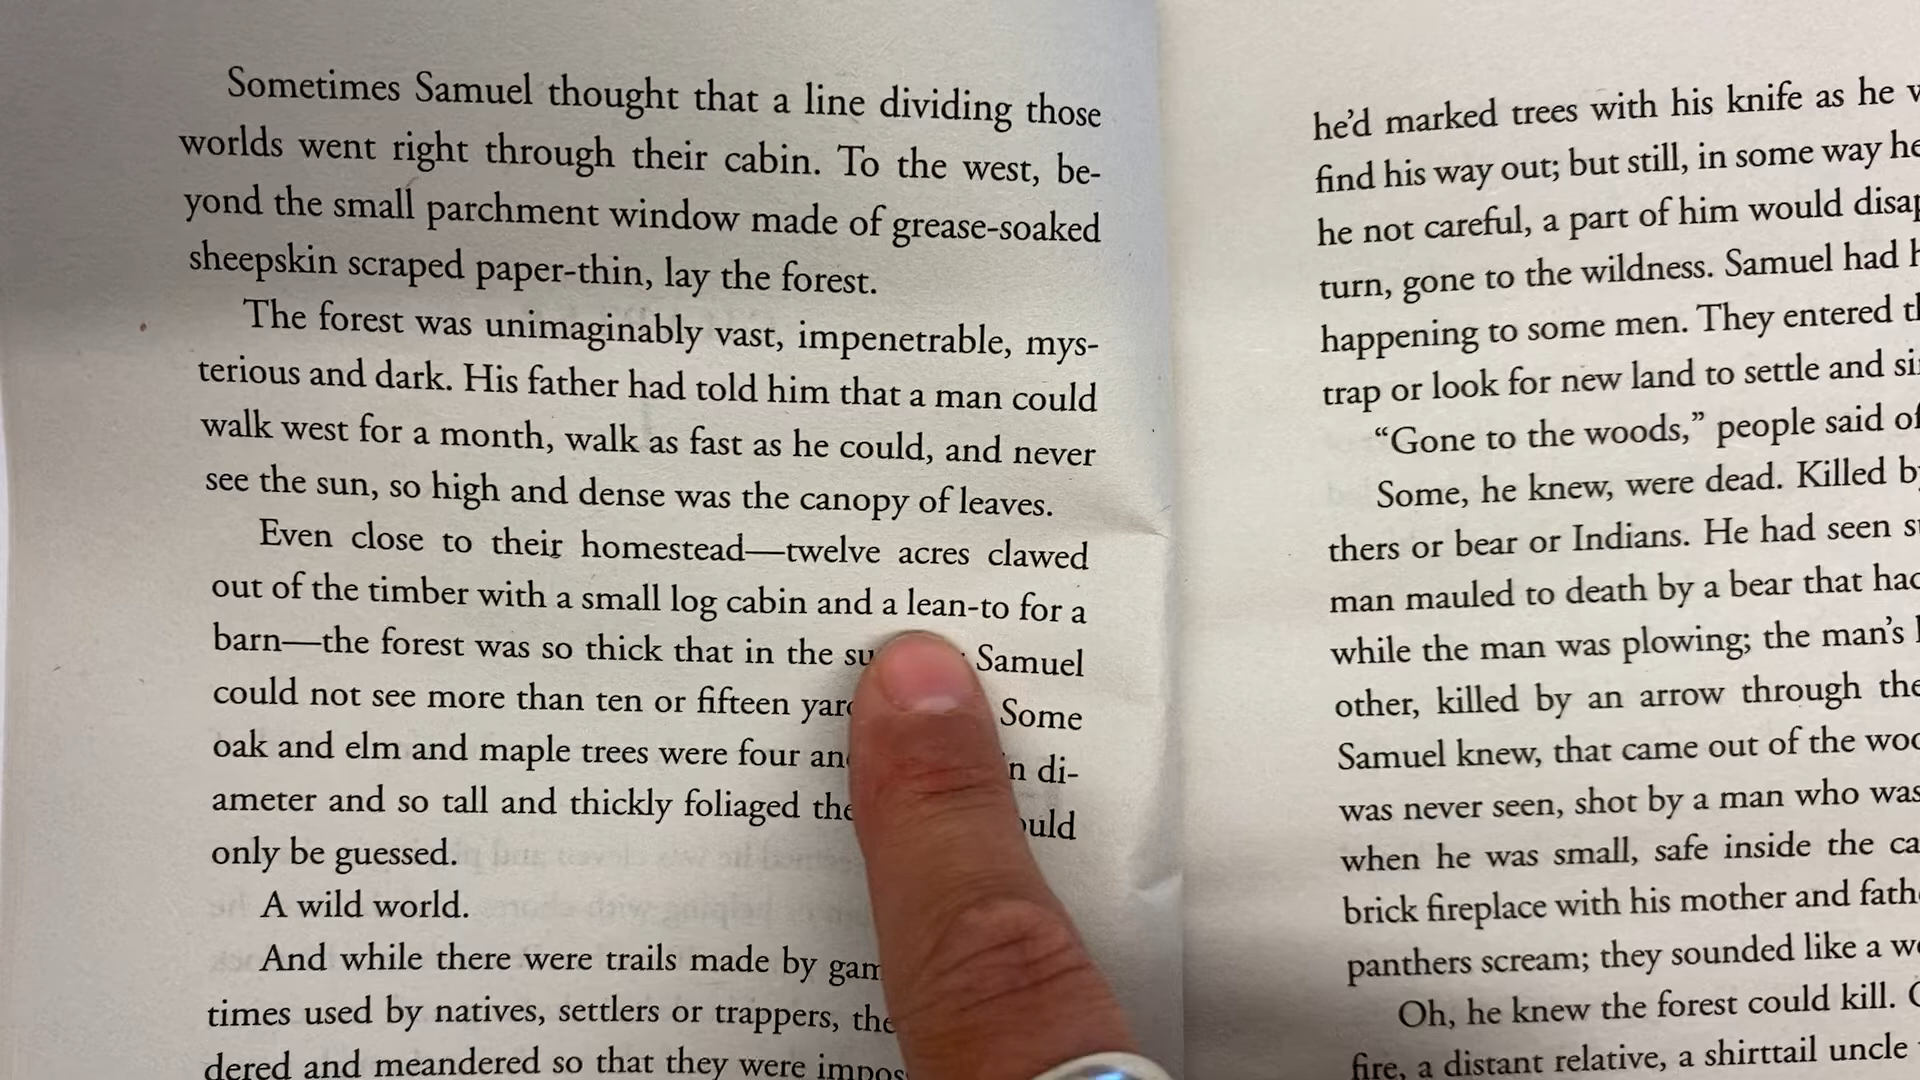 Sometimes Samuel thought that a line dividing those
worlds went right through their cabin. To the west, be-
yond the small parchment window made of grease-soaked
sheepskin scraped paper-thin, lay the forest.
The forest was unimaginably vast, impenetrable, mys-
terious and dark. His father had told him that a man could
walk west for a month, walk as fast as he could, and never
see the sun, so high and dense was the canopy of leaves.
Even close to their homestead—twelve acres clawed
out of the timber with a small log cabin and a lean-to for a
barn—the forest was so thick that in the Samuel
could not see more than ten or fifteen Some
oak and elm and maple trees were four di-
ameter and so tall and thickly foliaged
only be guessed.
A wild world.
And while there were trails made by
times used by natives, settlers or trappers,
dered and meandered so that they were
he'd marked trees with his knife as he
find his way out; but still, in some way
he not careful, a part of him would
turn, gone to the wildness. Samuel had
happening to some men. They entered
trap or look for new land to settle and
“Gone to the woods,” people said
Some, he knew, were dead. Killed
thers or bear or Indians. He had seen
man mauled to death by a bear that
while the man was plowing; the man's
other, killed by an arrow through
Samuel knew, that came out of the
was never seen, shot by a man who
when he was small, safe inside the
brick fireplace with his mother and
panthers scream; they sounded like a
Oh, he knew the forest could kill.
fire, a distant relative, a shirttail uncle